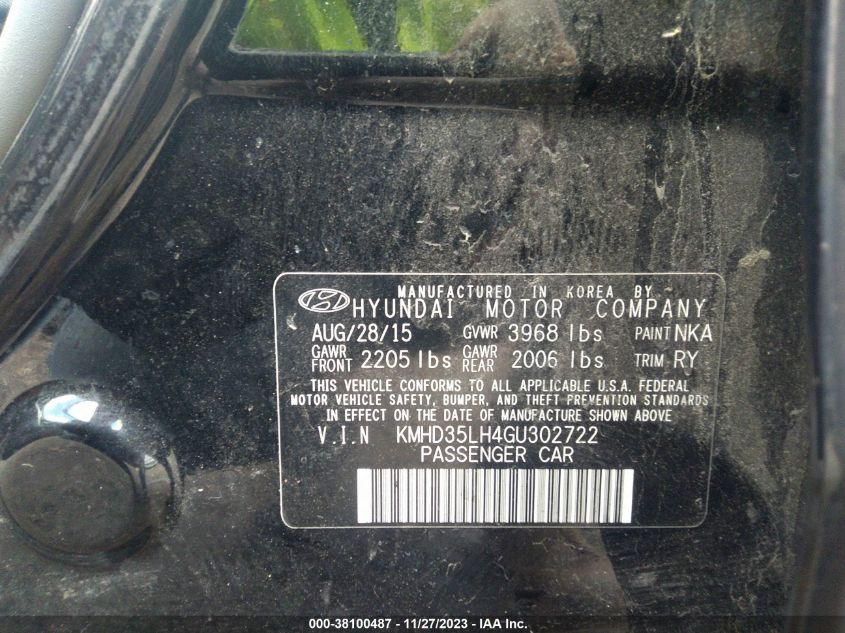 MANUFACTURED IN KOREA BY
HYUNDAI MOTOR COMPANY
AUG/28/15 GVWR 3968 lbs PAINT NKA
GAWR FRONT 2205 lbs GAWR REAR 2006 lbs TRIM RY
THIS VEHICLE CONFORMS TO ALL APPLICABLE U.S.A. FEDERAL
MOTOR VEHICLE SAFETY, BUMPER, AND THEFT PREVENTION STANDARDS
IN EFFECT ON THE DATE OF MANUFACTURE SHOWN ABOVE
V.I.N KMHD35LH4GU302722
PASSENGER CAR
000-38100487 - 11/27/2023 - IAA Inc.